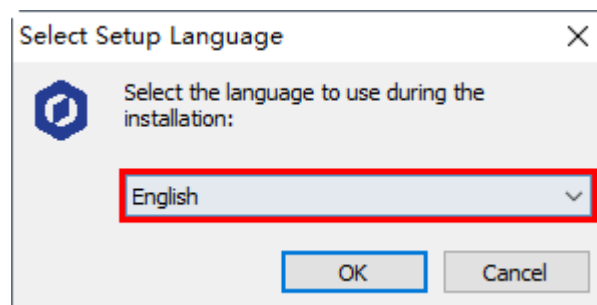 Select Setup Language
Select the language to use during the
installation:
English
OK
Cancel